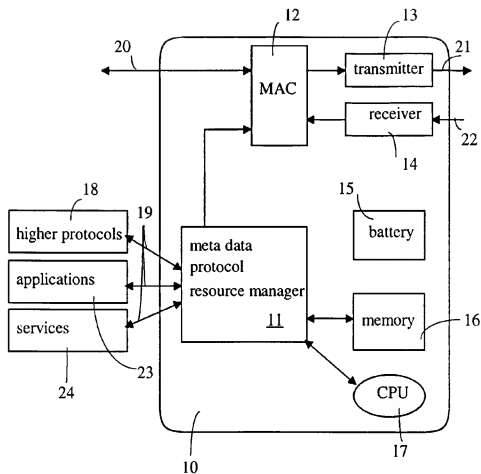 12
13
20
21
transmitter
MAC
receiver
22
14
18
19
15
higher protocols
battery
meta data
protocol
applications
resource manager
services
11
memory
16
23
24
CPU
10
17